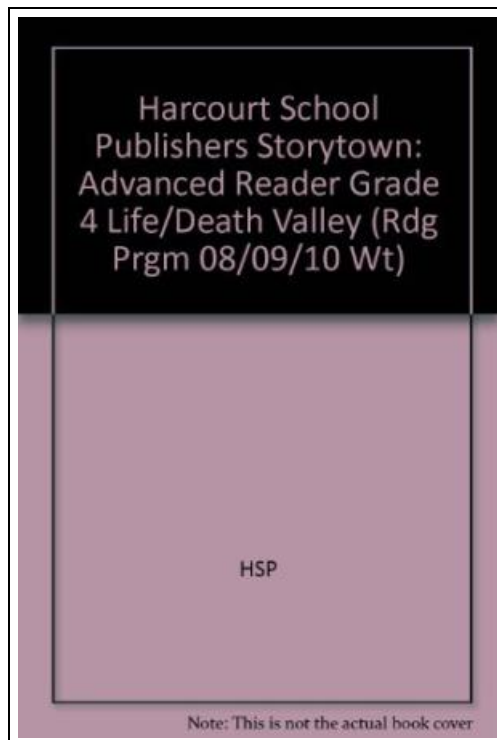 Harcourt School
Publishers Storytown:
Advanced Reader Grade
4 Life/Death Valley (Rdg
Prgm 08/09/10 Wt)
HSP
Note: This is not the actual book cover